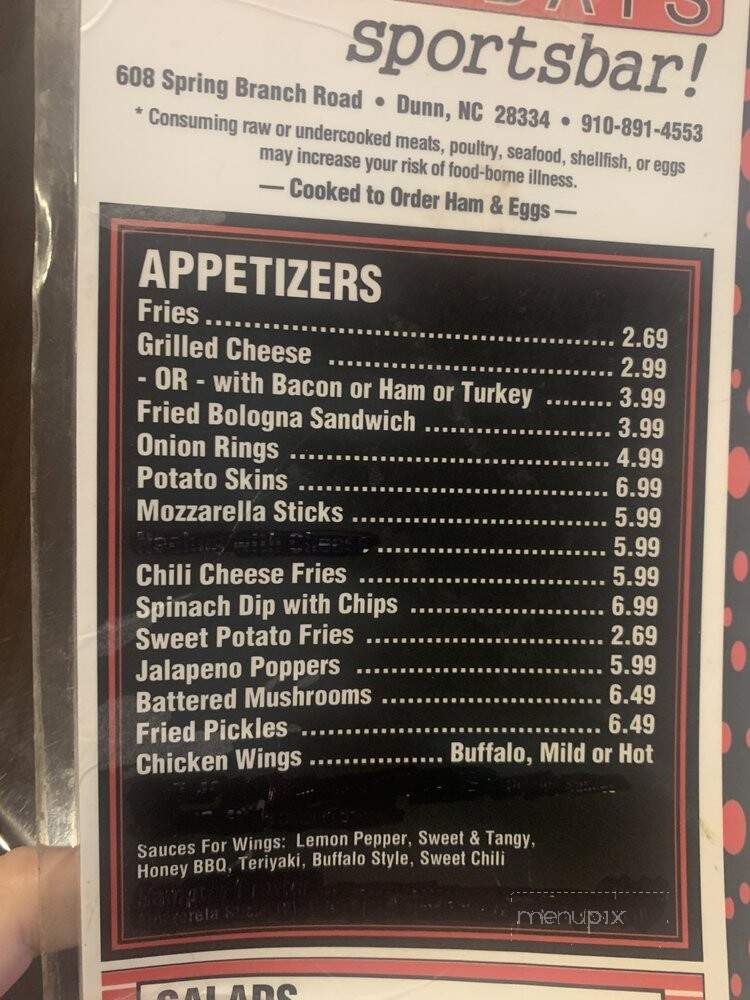 sportsbar!
608 Spring Branch Road • Dunn, NC 28334 • 910-891-4553
* Consuming raw or undercooked meats, poultry, seafood, shellfish, or eggs
may increase your risk of food-borne illness.
— Cooked to Order Ham & Eggs —
APPETIZERS
Fries ........ 2.69
Grilled Cheese ........ 2.99
- OR - with Bacon or Ham or Turkey ........ 3.99
Fried Bologna Sandwich ........ 3.99
Onion Rings ........ 4.99
Potato Skins ........ 6.99
Mozzarella Sticks ........ 5.99
........ 5.99
Chili Cheese Fries ........ 5.99
Spinach Dip with Chips ........ 6.99
Sweet Potato Fries ........ 2.69
Jalapeno Poppers ........ 5.99
Battered Mushrooms ........ 6.49
Fried Pickles ........ 6.49
Chicken Wings ........ Buffalo, Mild or Hot
Sauces For Wings: Lemon Pepper, Sweet & Tangy,
Honey BBQ, Teriyaki, Buffalo Style, Sweet Chili
menupix
SALADS